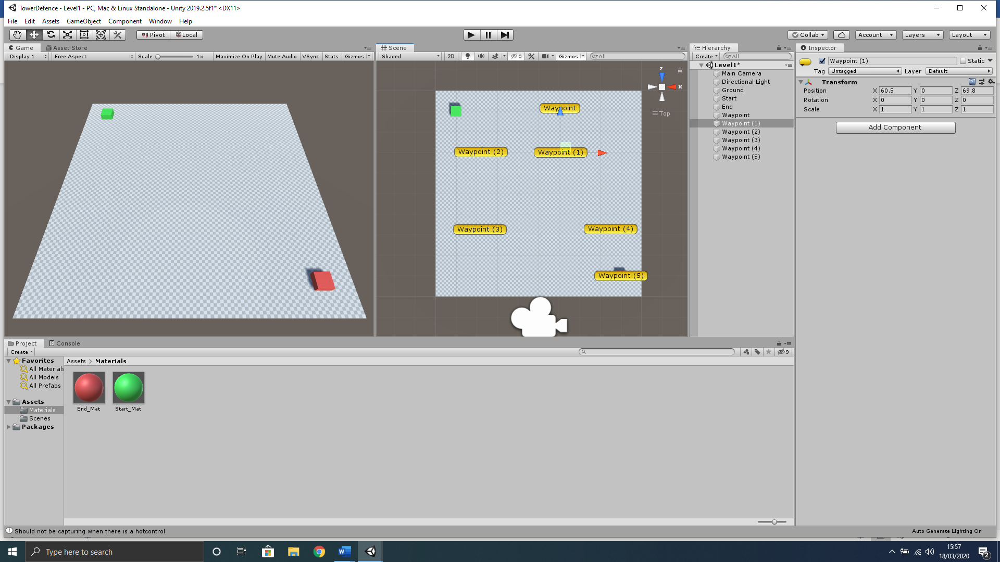 TowerDefence - Level1 - PC, Mac & Linux Standalone - Unity 2019.2.5f1* <DX11>
File Edit Assets GameObject Component Window Help
Pivot Local Collab Account Layers Layout
Game Asset Store
Display 1 Free Aspect Scale 1x Maximize On Play Mute Audio VSync Stats Gizmos
Scene
Shaded 2D 0 Gizmos All
z
x
Top
Waypoint
Waypoint (2) Waypoint (1)
Waypoint (3) Waypoint (4)
Waypoint (5)
Hierarchy
Create All
Level1*
Main Camera
Directional Light
Ground
Start
End
Waypoint
Waypoint (1)
Waypoint (2)
Waypoint (3)
Waypoint (4)
Waypoint (5)
Inspector
Waypoint (1) Static
Tag Untagged Layer Default
Transform
Position X 60.5 Y 0 Z 69.8
Rotation X 0 Y 0 Z 0
Scale X 1 Y 1 Z 1
Add Component
Project Console
Create 9
Favorites
All Materials
All Models
All Prefabs
Assets
Materials
Scenes
Packages
Assets > Materials
End_Mat Start_Mat
Should not be capturing when there is a hotcontrol
Auto Generate Lighting On
Type here to search
W
15:57
18/03/2020
2